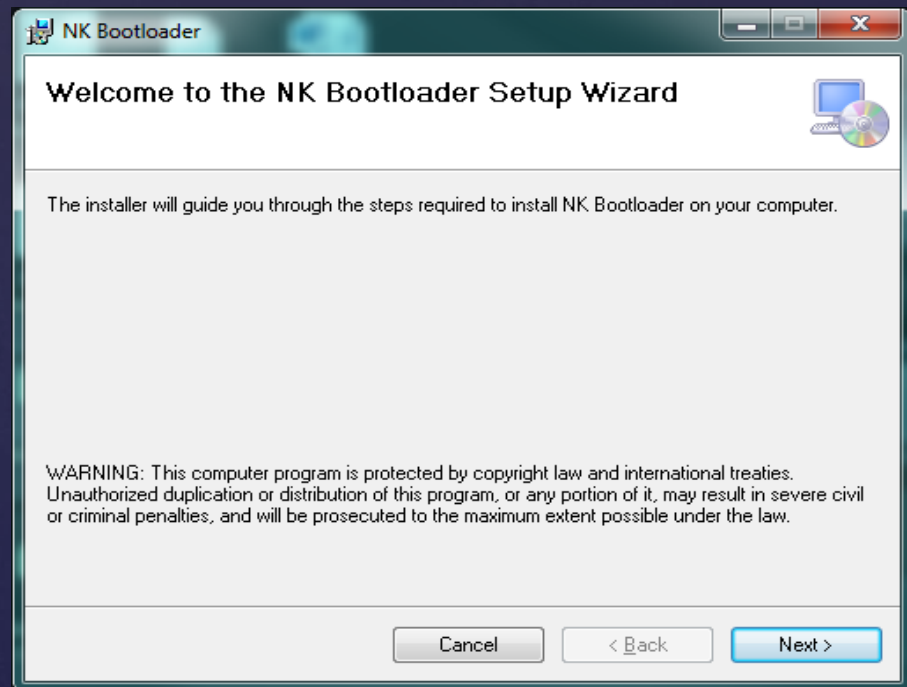 NK Bootloader
Welcome to the NK Bootloader Setup Wizard
The installer will guide you through the steps required to install NK Bootloader on your computer.
WARNING: This computer program is protected by copyright law and international treaties.
Unauthorized duplication or distribution of this program, or any portion of it, may result in severe civil
or criminal penalties, and will be prosecuted to the maximum extent possible under the law.
Cancel < Back Next >